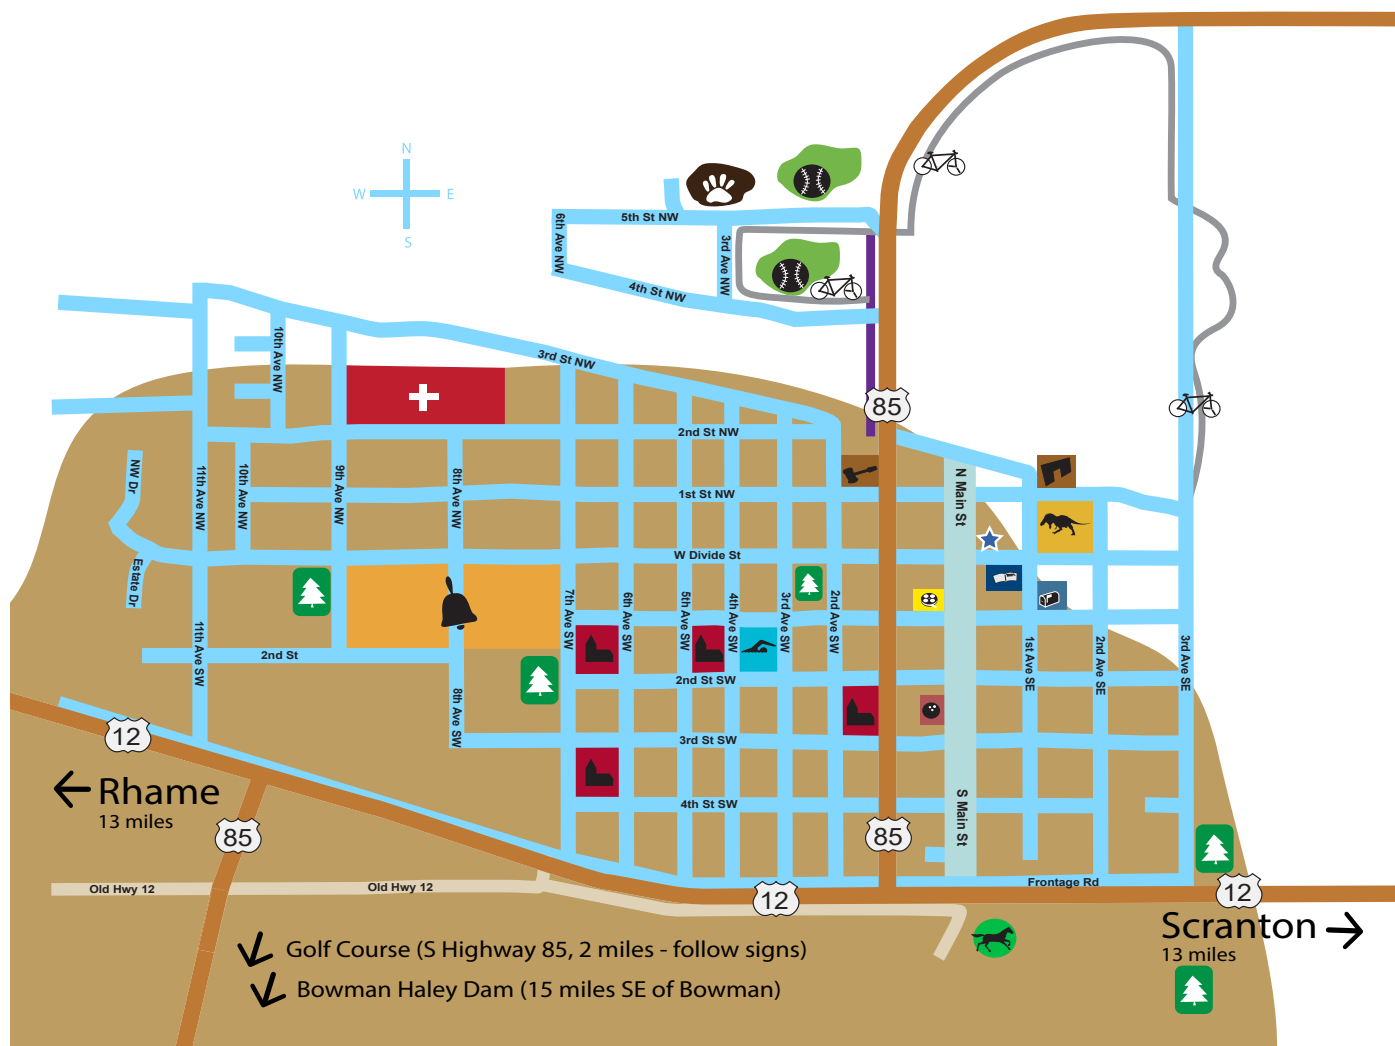 N
W E
S
5th St NW
6th Ave NW
3rd Ave NW
4th St NW
10th Ave NW
3rd St NW
85
2nd St NW
NW Dr
11th Ave NW
10th Ave NW
9th Ave NW
8th Ave NW
1st St NW
N Main St
W Divide St
Estate Dr
7th Ave SW
6th Ave SW
5th Ave SW
4th Ave SW
3rd Ave SW
2nd Ave SW
11th Ave SW
1st Ave SE
2nd Ave SE
3rd Ave SE
2nd St
2nd St SW
8th Ave SW
3rd St SW
12
Rhame
13 miles
85
4th St SW
S Main St
85
Old Hwy 12
Old Hwy 12
Frontage Rd
12
12
Scranton
13 miles
Golf Course (S Highway 85, 2 miles - follow signs)
Bowman Haley Dam (15 miles SE of Bowman)